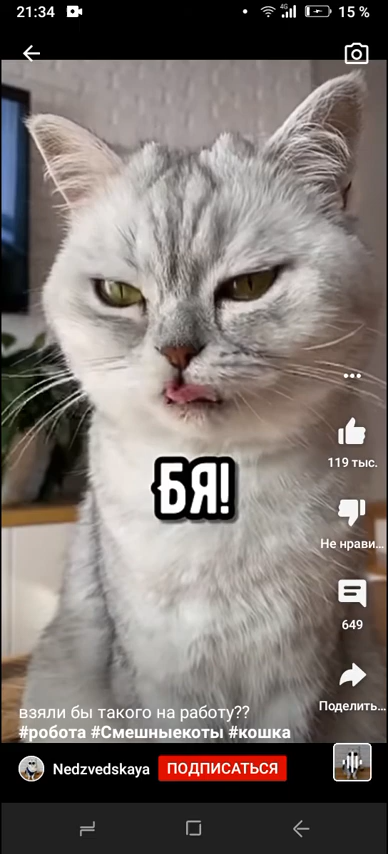 21:34
4G
15 %
БЯ!
119 тыс.
Не нрави...
649
Поделить...
взяли бы такого на работу??
#робота #Смешныекоты #кошка
Nedzvedskaya
ПОДПИСАТЬСЯ